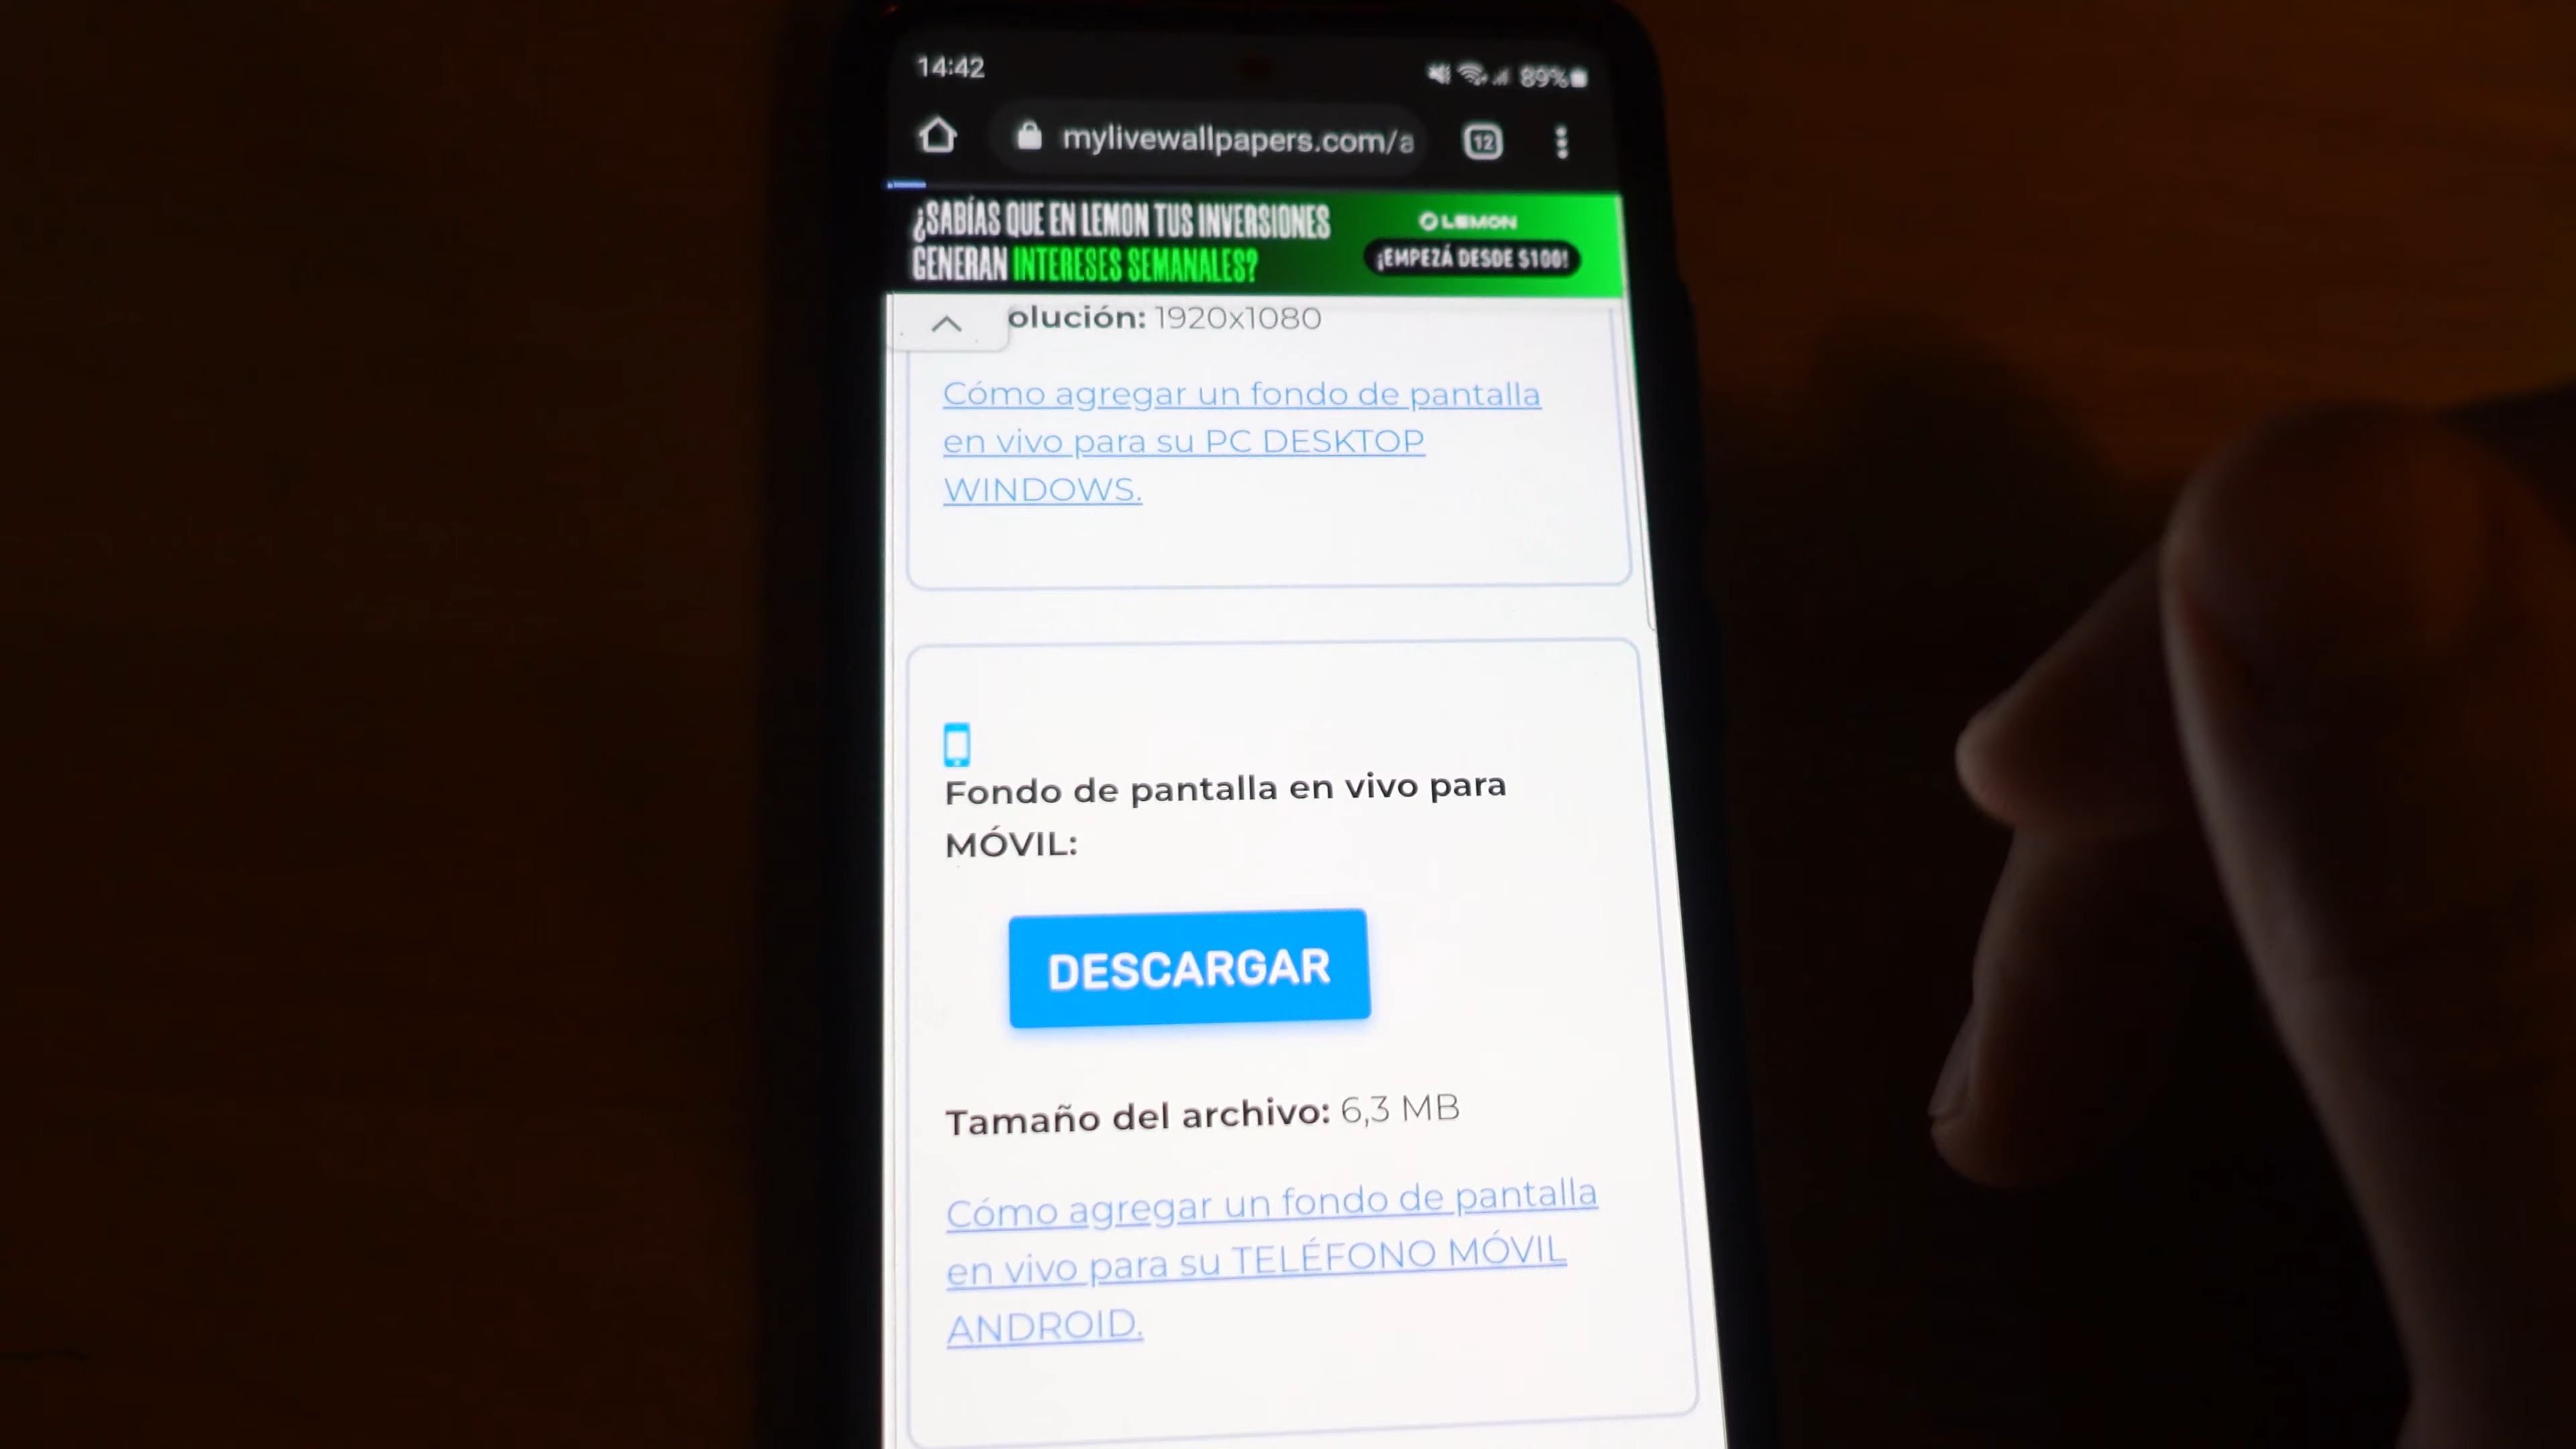 14:42
89%
mylivewallpapers.com/a
12
¿SABÍAS QUE EN LEMON TUS INVERSIONES
GENERAN INTERESES SEMANALES?
LEMON
¡EMPEZÁ DESDE $100!
olución: 1920x1080
Cómo agregar un fondo de pantalla
en vivo para su PC DESKTOP
WINDOWS.
Fondo de pantalla en vivo para
MÓVIL:
DESCARGAR
Tamaño del archivo: 6,3 MB
Cómo agregar un fondo de pantalla
en vivo para su TELÉFONO MÓVIL
ANDROID.